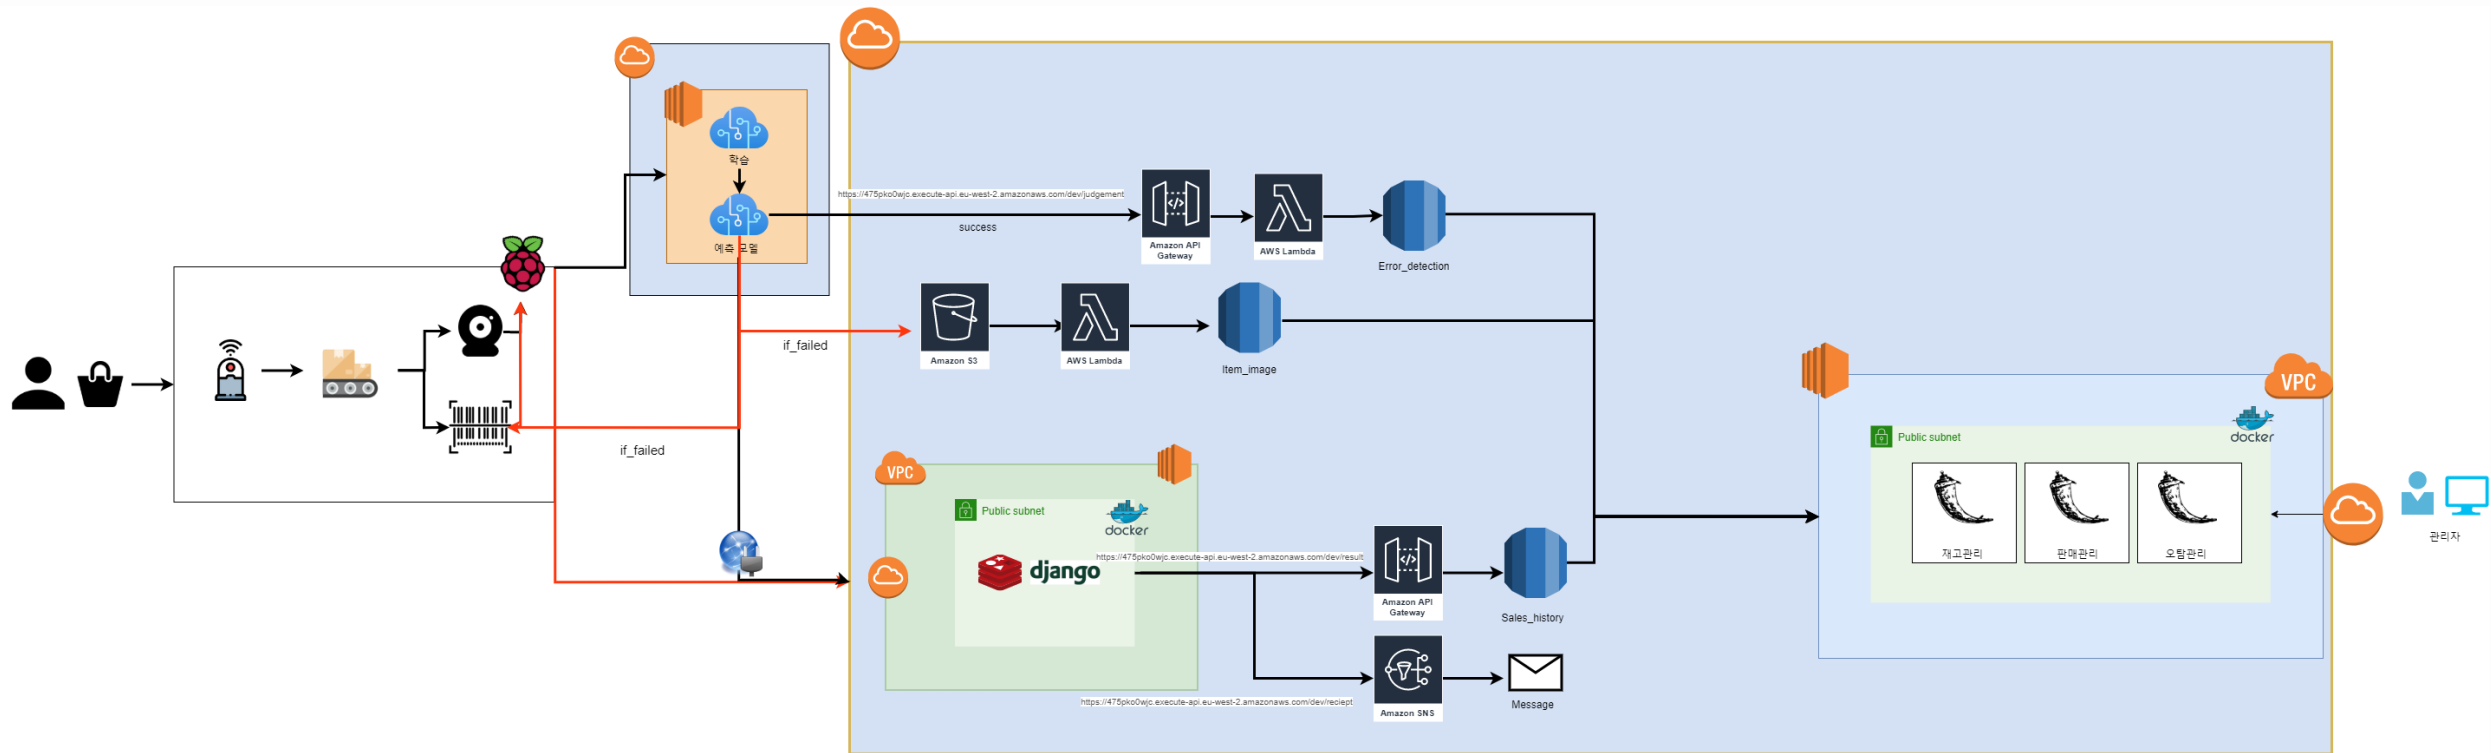 학습
예측 모델
https://475pko0wjc.execute-api.eu-west-2.amazonaws.com/dev/judgement
success
Amazon API
Gateway
AWS Lambda
Error_detection
if_failed
Amazon S3
AWS Lambda
Item_image
if_failed
VPC
Public subnet
docker
django
https://475pko0wjc.execute-api.eu-west-2.amazonaws.com/dev/result
Amazon API
Gateway
Sales_history
https://475pko0wjc.execute-api.eu-west-2.amazonaws.com/dev/reciept
Amazon SNS
Message
VPC
Public subnet
docker
재고관리
판매관리
오탐관리
관리자